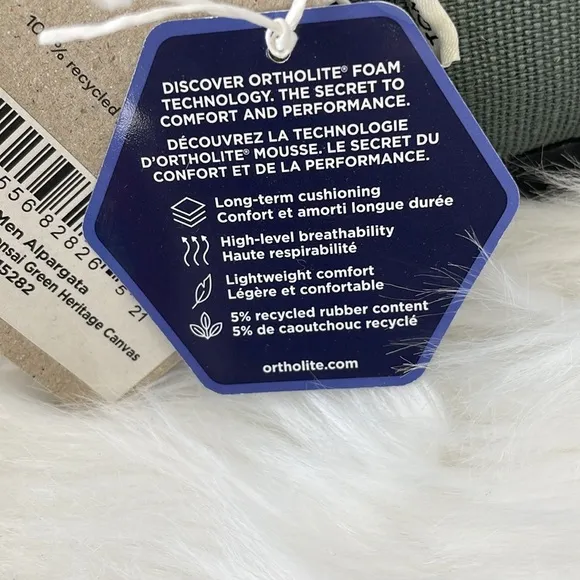 DISCOVER ORTHOLITE® FOAM
TECHNOLOGY. THE SECRET TO
COMFORT AND PERFORMANCE.
DÉCOUVREZ LA TECHNOLOGIE
D'ORTHOLITE® MOUSSE. LE SECRET DU
CONFORT ET DE LA PERFORMANCE.
Long-term cushioning
Confort et amorti longue durée
High-level breathability
Haute respirabilité
Lightweight comfort
Légère et confortable
5% recycled rubber content
5% de caoutchouc recyclé
ortholite.com
recycled
Men Alpargata
Green Heritage Canvas
5282